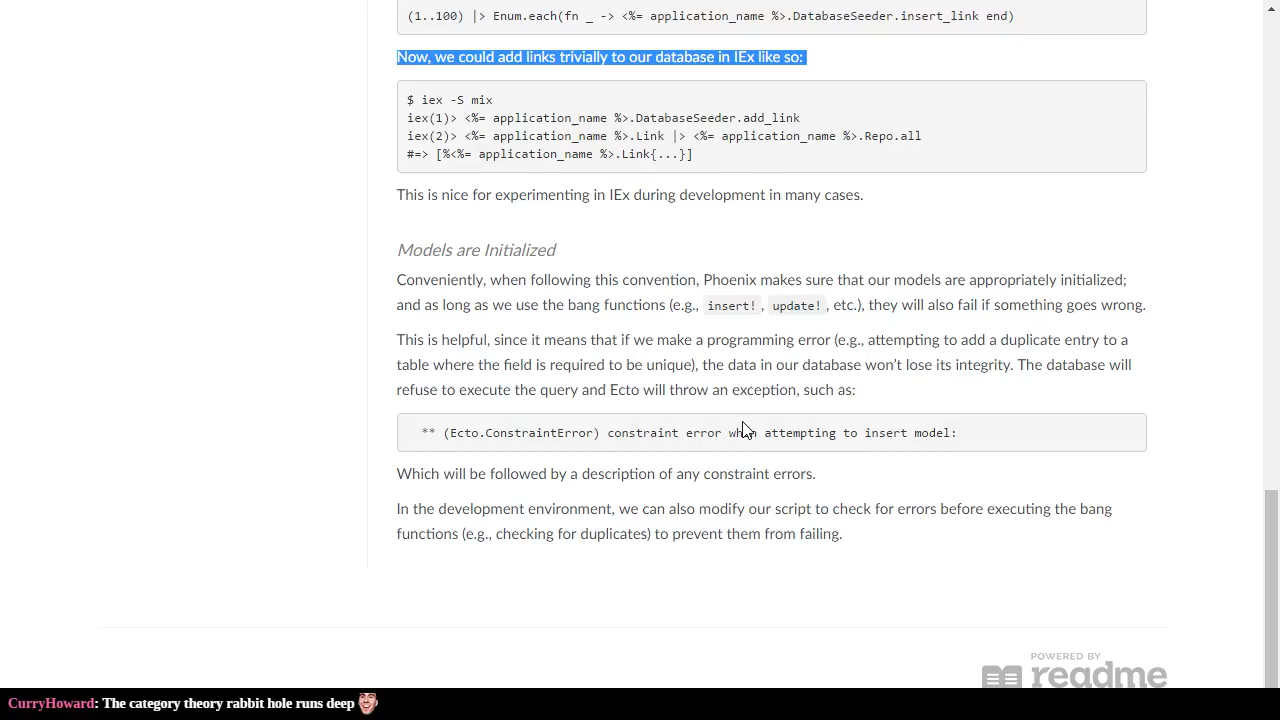 (1..100) |> Enum.each(fn _ -> <%= application_name %>.DatabaseSeeder.insert_link end)
Now, we could add links trivially to our database in IEx like so:
$ iex -S mix
iex(1)> <%= application_name %>.DatabaseSeeder.add_link
iex(2)> <%= application_name %>.Link |> <%= application_name %>.Repo.all
#=> [%<%= application_name %>.Link{...}]
This is nice for experimenting in IEx during development in many cases.
Models are Initialized
Conveniently, when following this convention, Phoenix makes sure that our models are appropriately initialized;
and as long as we use the bang functions (e.g., insert!, update!, etc.), they will also fail if something goes wrong.
This is helpful, since it means that if we make a programming error (e.g., attempting to add a duplicate entry to a
table where the field is required to be unique), the data in our database won’t lose its integrity. The database will
refuse to execute the query and Ecto will throw an exception, such as:
** (Ecto.ConstraintError) constraint error when attempting to insert model:
Which will be followed by a description of any constraint errors.
In the development environment, we can also modify our script to check for errors before executing the bang
functions (e.g., checking for duplicates) to prevent them from failing.
POWERED BY
readme
CurryHoward: The category theory rabbit hole runs deep